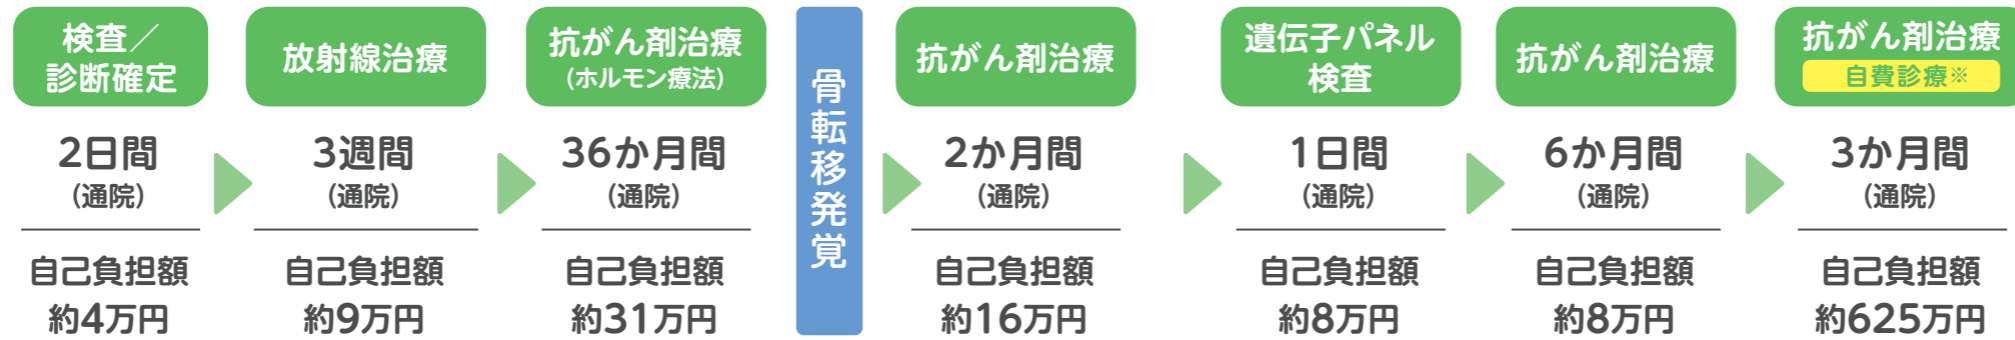 検査／
診断確定
2日間
(通院)
自己負担額
約4万円
放射線治療
3週間
(通院)
自己負担額
約9万円
抗がん剤治療
(ホルモン療法)
36か月間
(通院)
自己負担額
約31万円
骨転移発覚
抗がん剤治療
2か月間
(通院)
自己負担額
約16万円
遺伝子パネル
検査
1日間
(通院)
自己負担額
約8万円
抗がん剤治療
6か月間
(通院)
自己負担額
約8万円
抗がん剤治療
自費診療※
3か月間
(通院)
自己負担額
約625万円